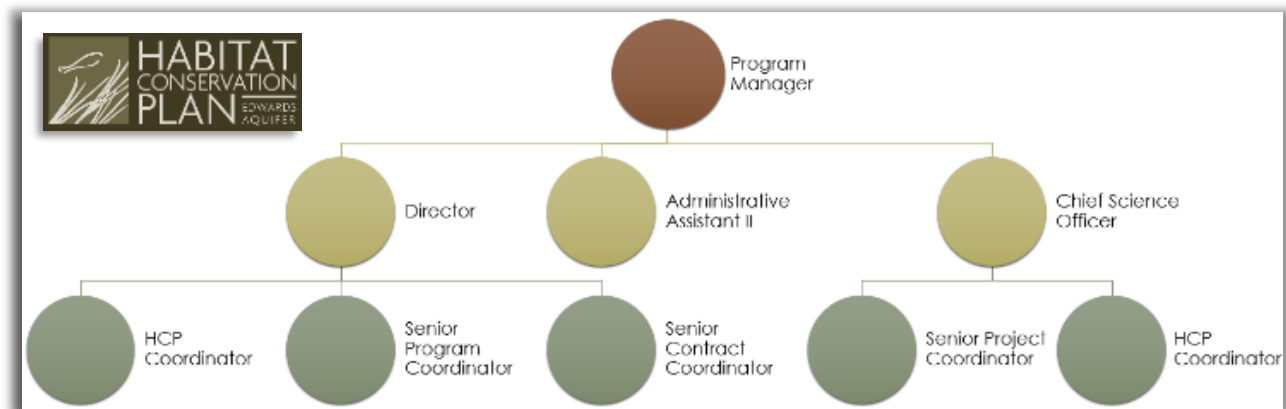 HABITAT
CONSERVATION
PLAN
EDWARDS
AQUIFER
Program
Manager
Director
Administrative
Assistant II
Chief Science
Officer
HCP
Coordinator
Senior
Program
Coordinator
Senior
Contract
Coordinator
Senior Project
Coordinator
HCP
Coordinator